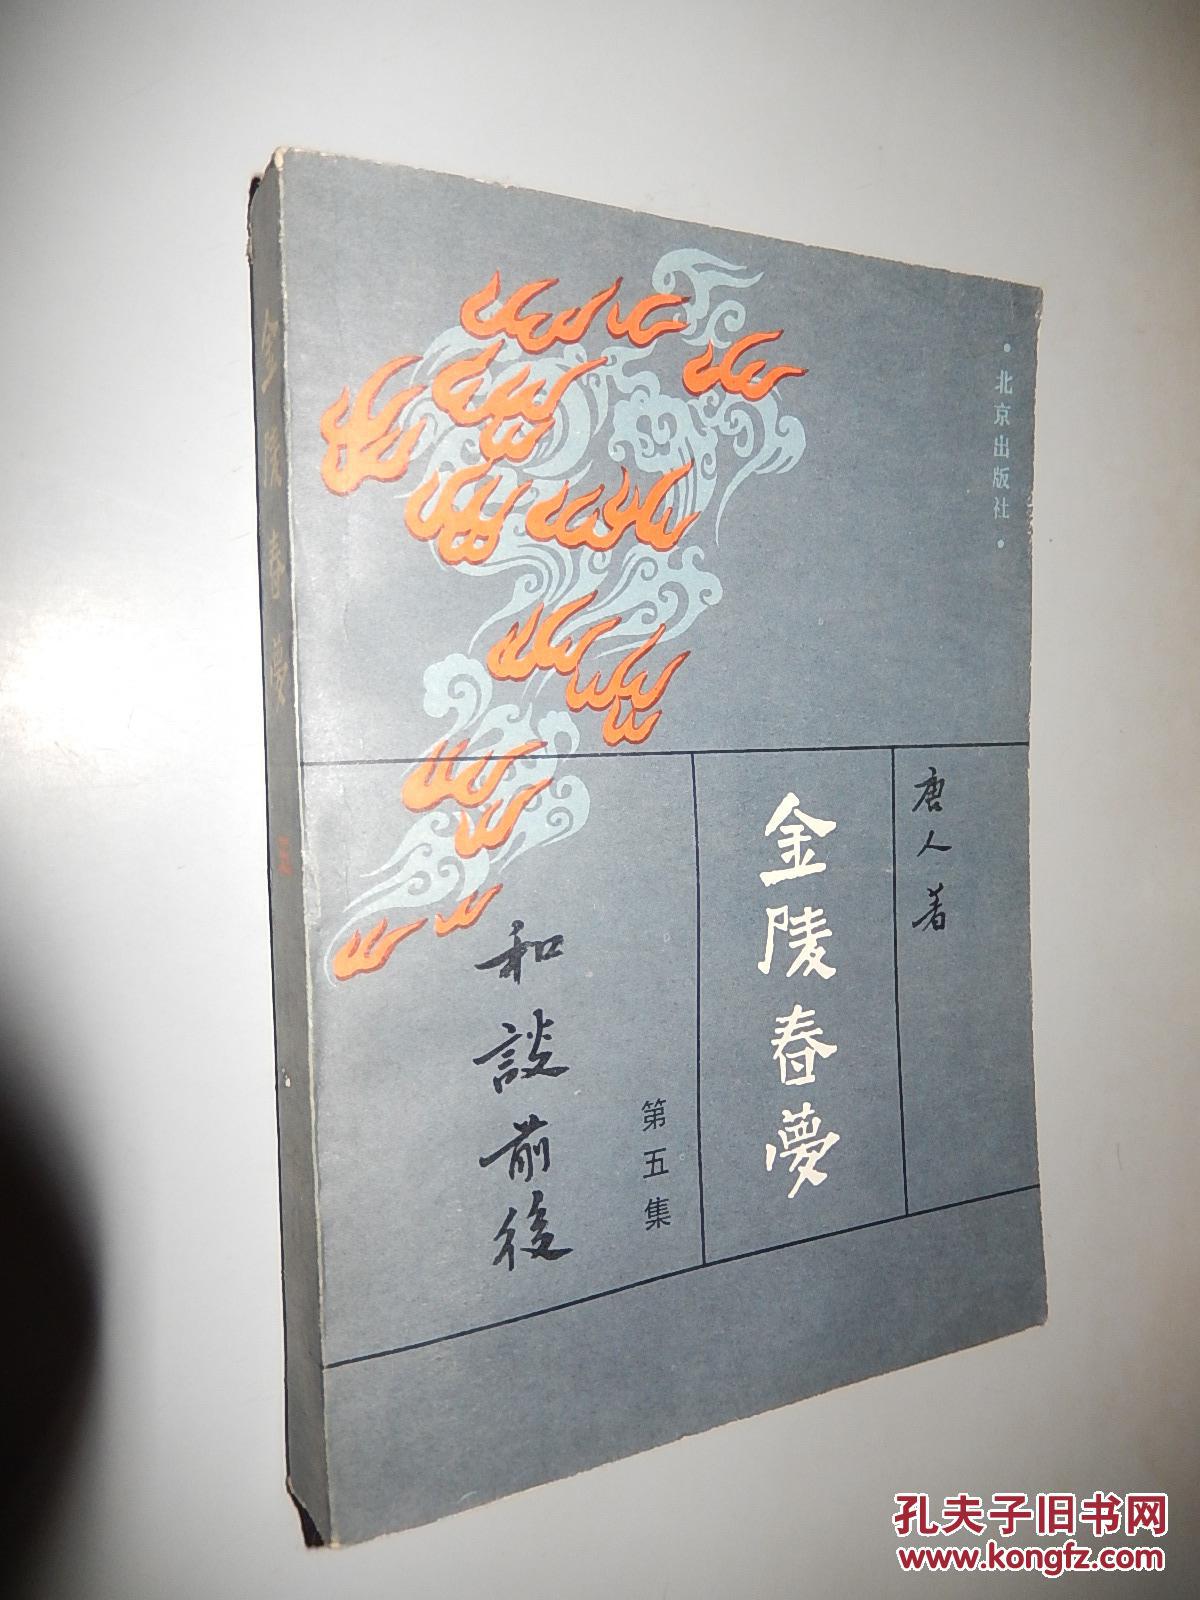 ·北京出版社·
唐人著
金陵春夢
第五集
和談前後
金陵春夢 五
孔夫子旧书网
www.kongfz.com